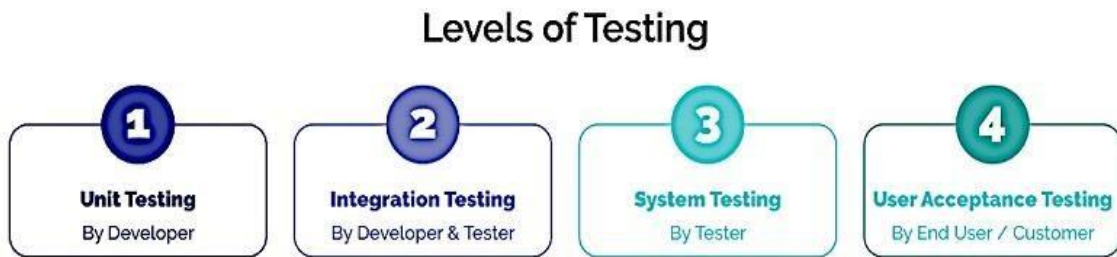 Levels of Testing
1
Unit Testing
By Developer
2
Integration Testing
By Developer & Tester
3
System Testing
By Tester
4
User Acceptance Testing
By End User / Customer